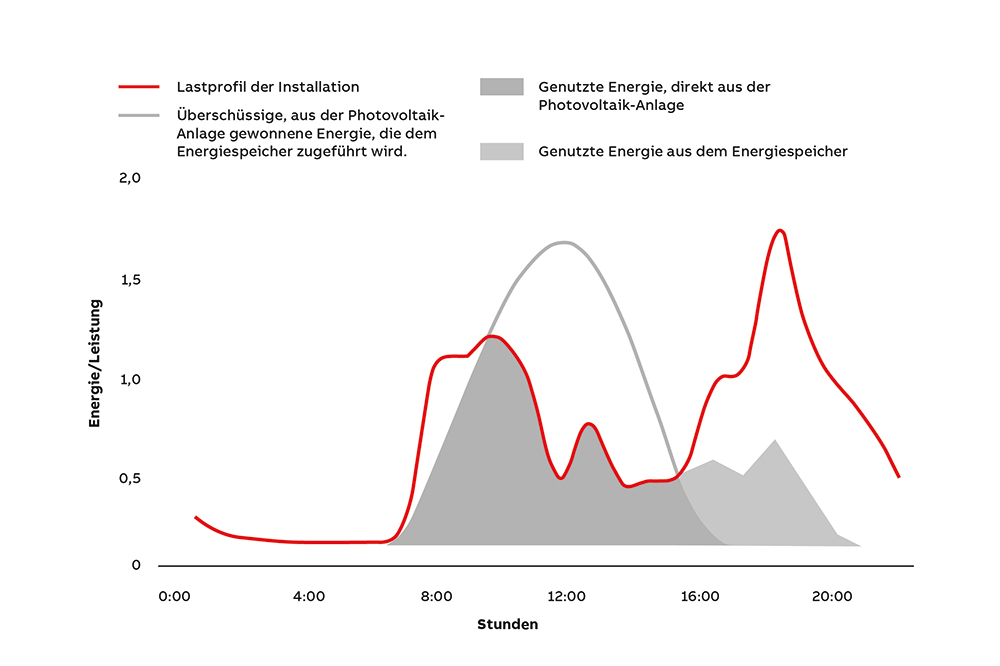 Lastprofil der Installation
Überschüssige, aus der Photovoltaik-
Anlage gewonnene Energie, die dem
Energiespeicher zugeführt wird.
Genutzte Energie, direkt aus der
Photovoltaik-Anlage
Genutzte Energie aus dem Energiespeicher
2,0
1,5
1,0
0,5
0
Energie/Leistung
0:00
4:00
8:00
12:00
16:00
20:00
Stunden